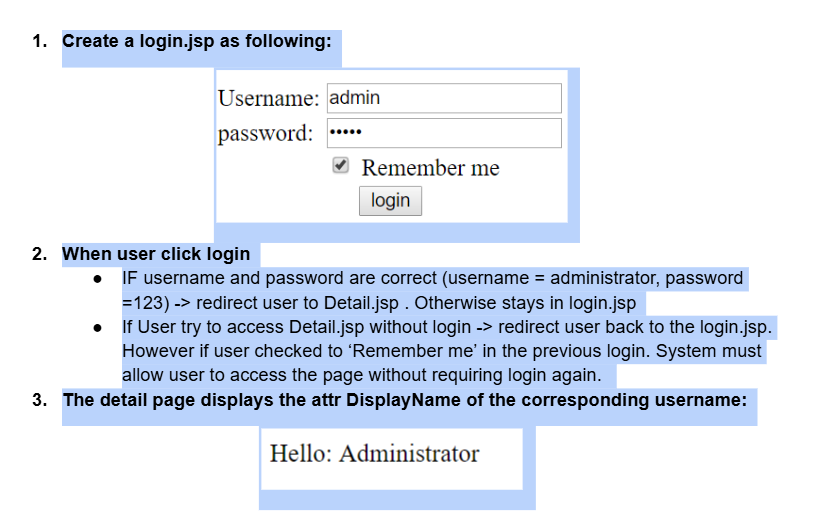 1. Create a login.jsp as following:
Username: admin
password: •••••
Remember me
login
2. When user click login
● IF username and password are correct (username = administrator, password
=123) -> redirect user to Detail.jsp . Otherwise stays in login.jsp
● If User try to access Detail.jsp without login -> redirect user back to the login.jsp.
However if user checked to ‘Remember me’ in the previous login. System must
allow user to access the page without requiring login again.
3. The detail page displays the attr DisplayName of the corresponding username:
Hello: Administrator